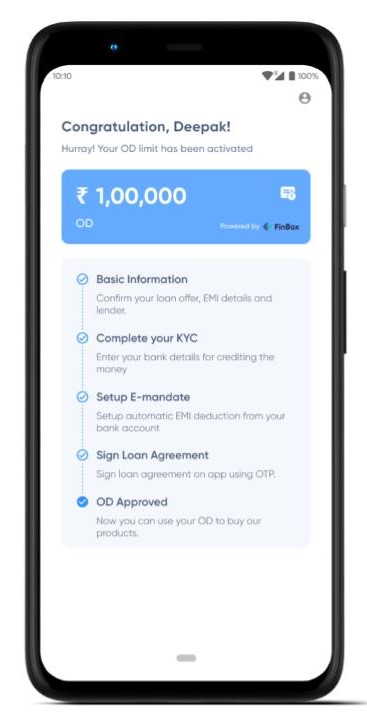 10:10
100%
Congratulation, Deepak!
Hurray! Your OD limit has been activated
₹ 1,00,000
OD
Powered by FinBox
Basic Information
Confirm your loan offer, EMI details and
lender.
Complete your KYC
Enter your bank details for crediting the
money
Setup E-mandate
Setup automatic EMI deduction from your
bank account
Sign Loan Agreement
Sign loan agreement on app using OTP.
OD Approved
Now you can use your OD to buy our
products.